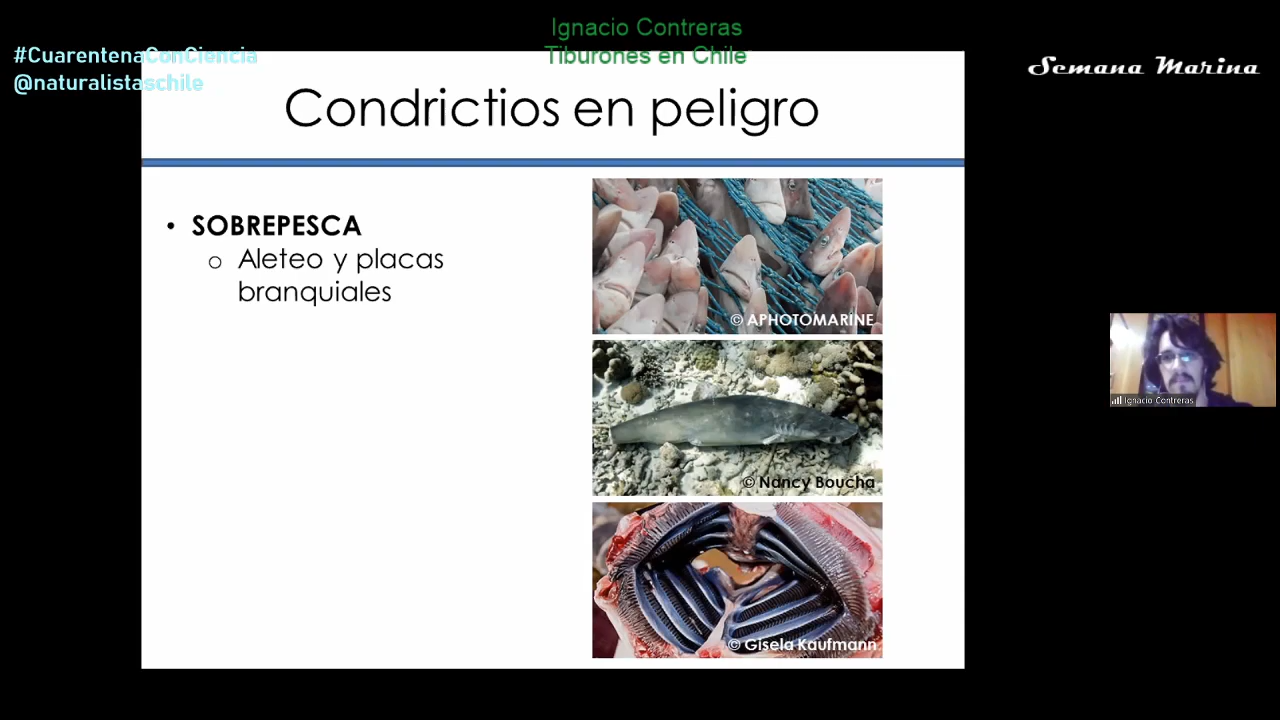 Ignacio Contreras
Tiburones en Chile
#CuarentenaConCiencia
@naturalistaschile
Semana Marina
Condrictios en peligro
• SOBREPESCA
o Aleteo y placas
branquiales
© APHOTOMARINE
© Nancy Boucha
© Gisela Kaufmann
Ignacio Contreras